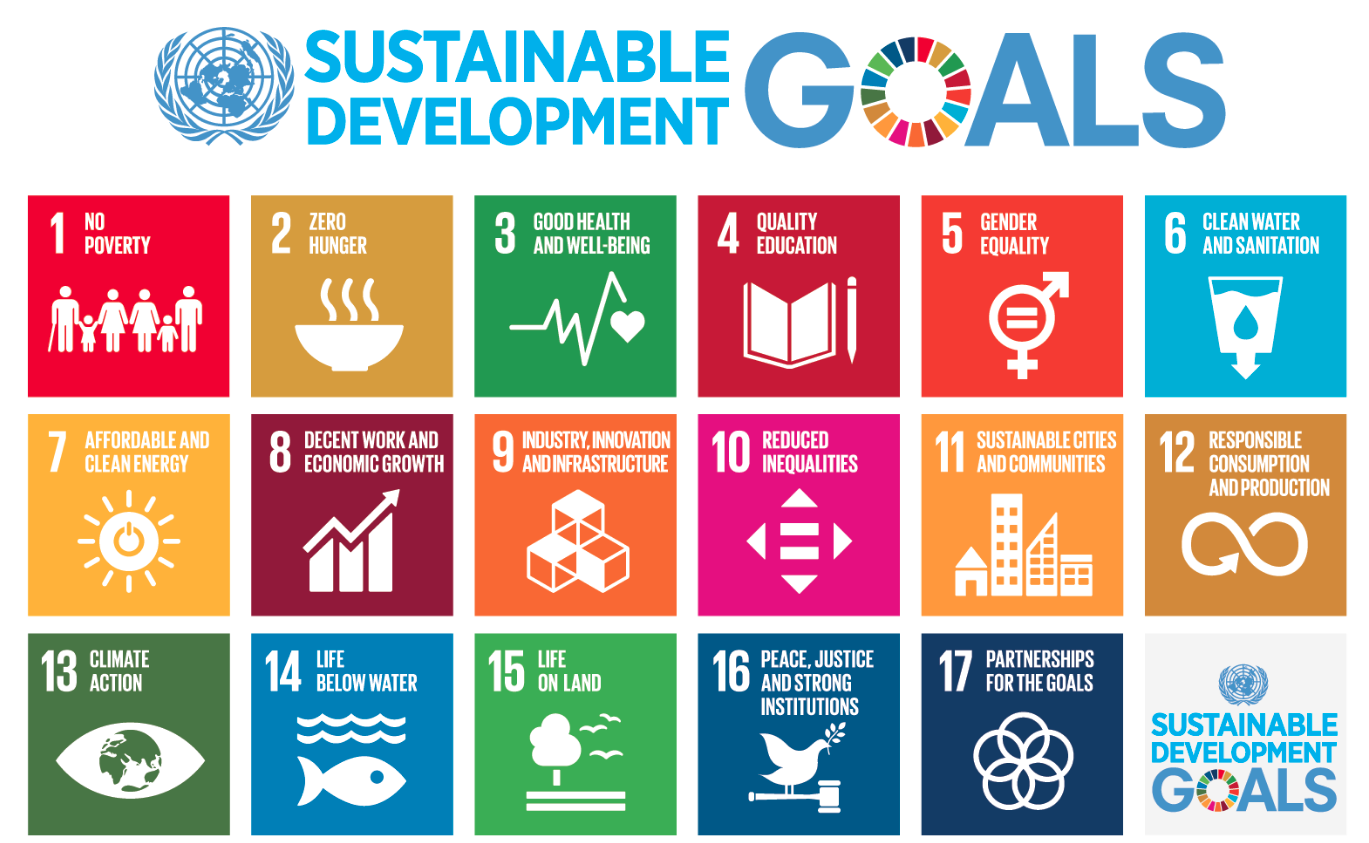 SUSTAINABLE
DEVELOPMENT
GOALS
1 NO
POVERTY
2 ZERO
HUNGER
3 GOOD HEALTH
AND WELL-BEING
4 QUALITY
EDUCATION
5 GENDER
EQUALITY
6 CLEAN WATER
AND SANITATION
7 AFFORDABLE AND
CLEAN ENERGY
8 DECENT WORK AND
ECONOMIC GROWTH
9 INDUSTRY, INNOVATION
AND INFRASTRUCTURE
10 REDUCED
INEQUALITIES
11 SUSTAINABLE CITIES
AND COMMUNITIES
12 RESPONSIBLE
CONSUMPTION
AND PRODUCTION
13 CLIMATE
ACTION
14 LIFE
BELOW WATER
15 LIFE
ON LAND
16 PEACE, JUSTICE
AND STRONG
INSTITUTIONS
17 PARTNERSHIPS
FOR THE GOALS
SUSTAINABLE
DEVELOPMENT
GOALS